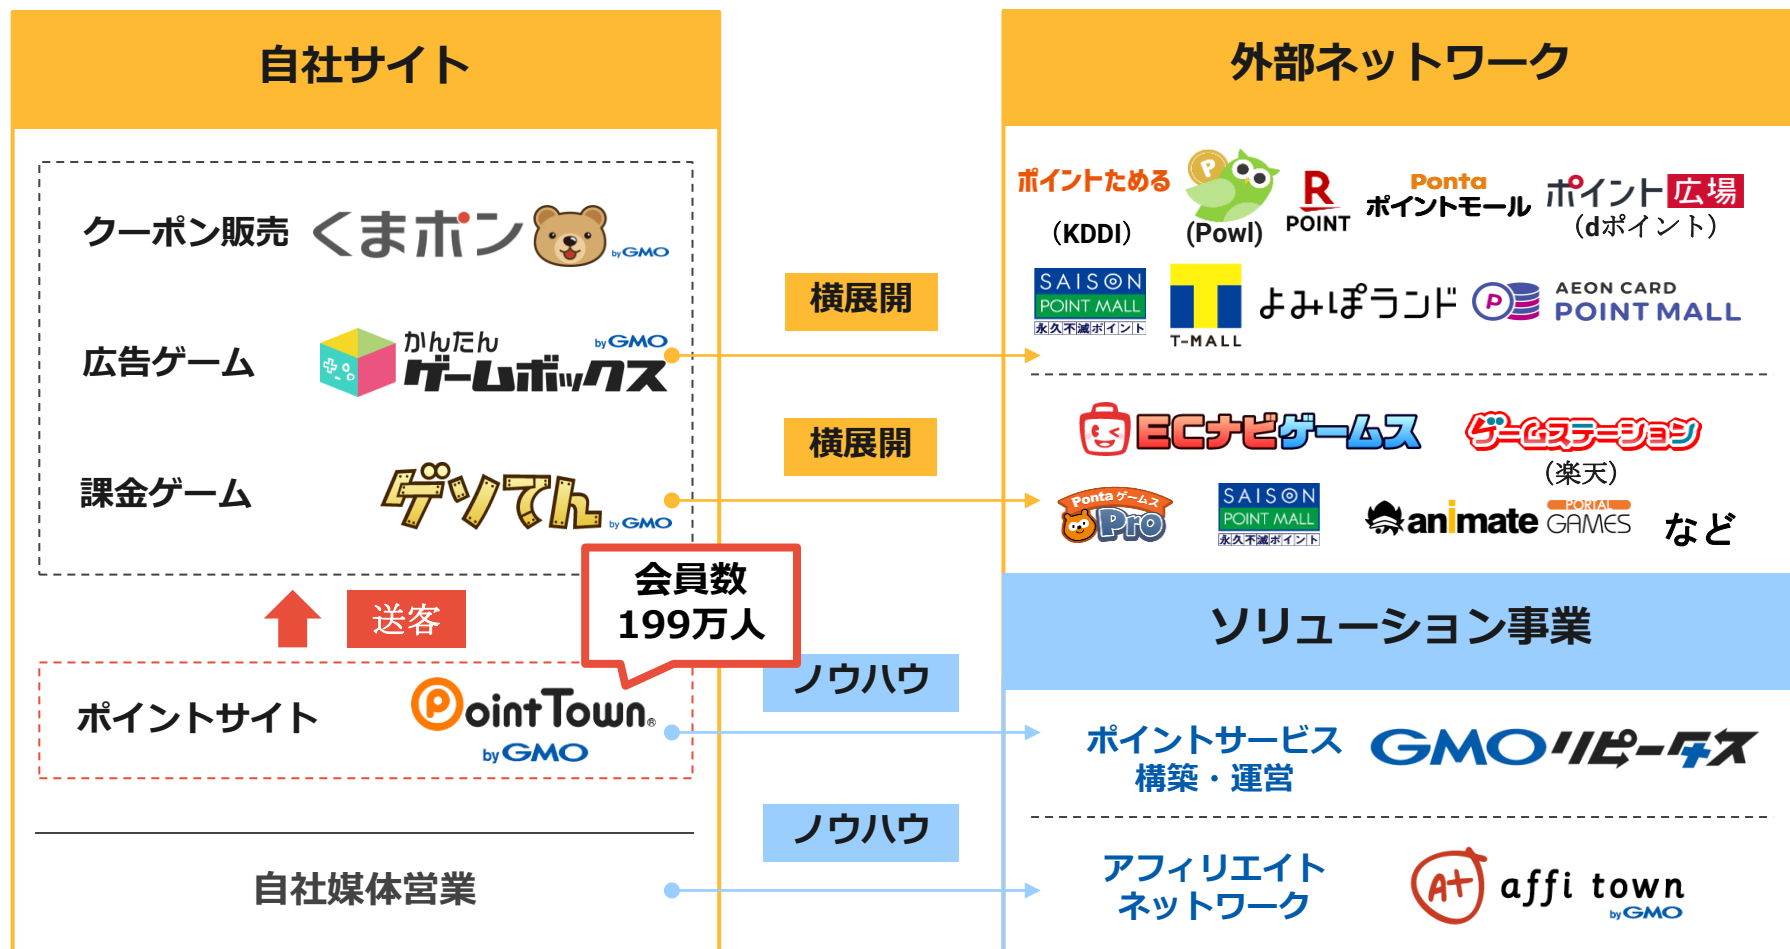 自社サイト
クーポン販売
くまポン
by GMO
広告ゲーム
かんたん
ゲームボックス
by GMO
課金ゲーム
ゲソてん
by GMO
送客
会員数
199万人
ポイントサイト
PointTown®
by GMO
自社媒体営業
横展開
横展開
ノウハウ
ノウハウ
外部ネットワーク
ポイントためる
(KDDI)
P
(Powl)
R
POINT
Ponta
ポイントモール
ポイント広場
(dポイント)
SAISON
POINT MALL
永久不滅ポイント
T-MALL
よみぽランド
P
AEON CARD
POINT MALL
ECナビゲームス
ゲームステーション
(楽天)
Pontaゲームス
Pro
SAISON
POINT MALL
永久不滅ポイント
animate
PORTAL
GAMES
など
ソリューション事業
ポイントサービス
構築・運営
GMOリピータス
アフィリエイト
ネットワーク
A+
affi town
by GMO